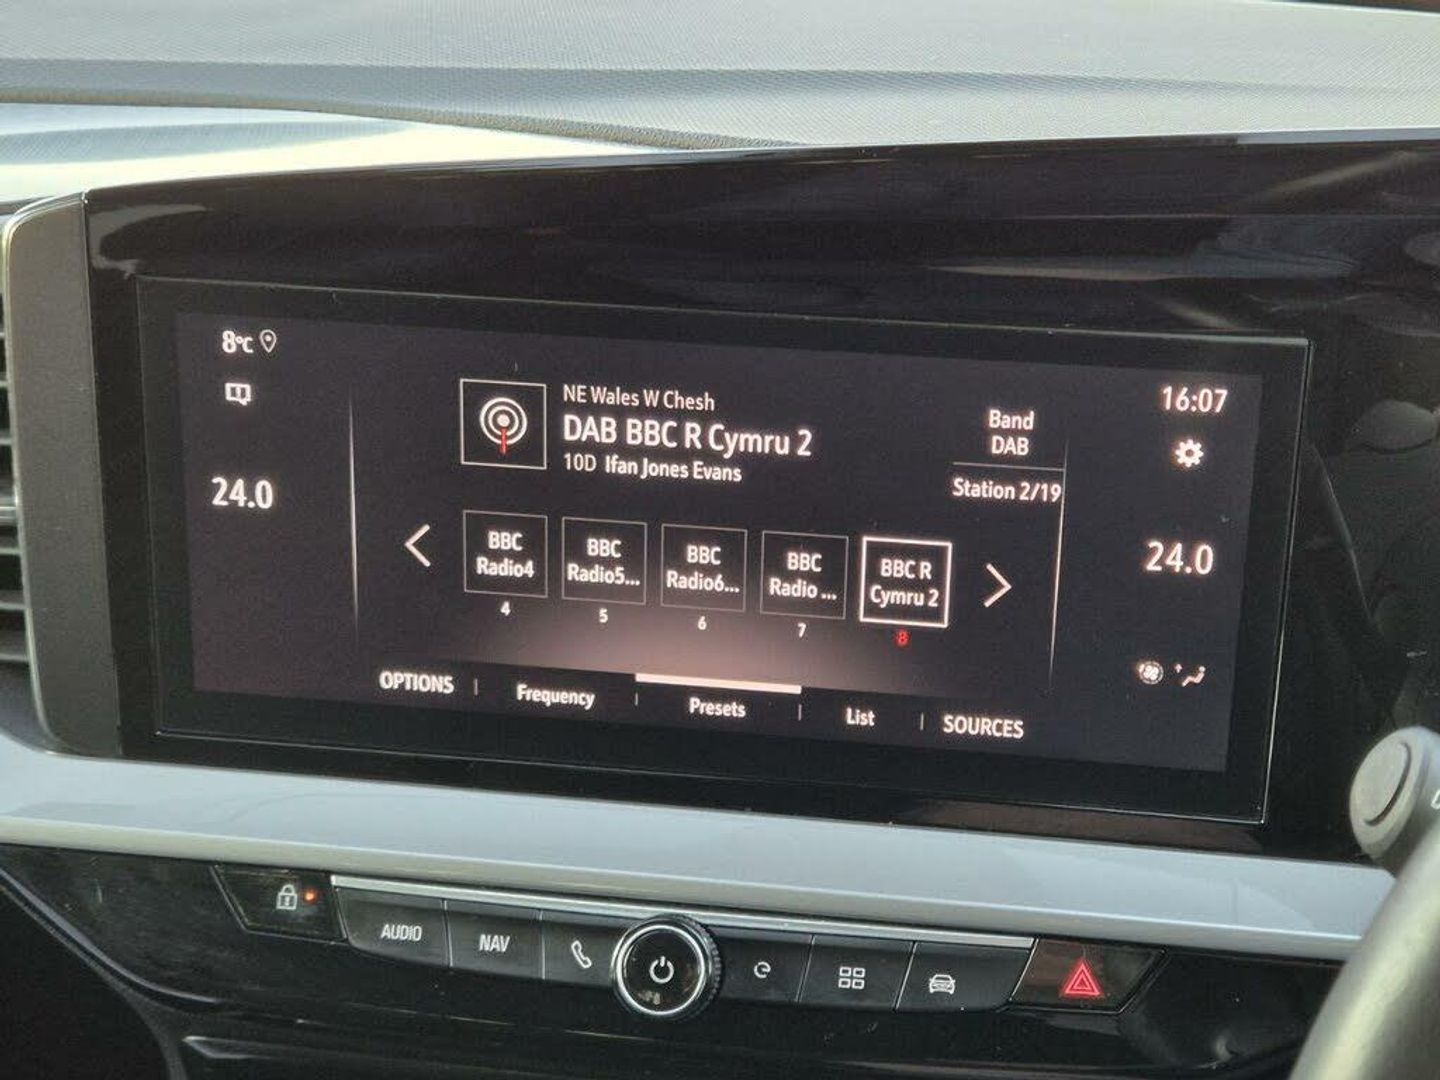 8°C
16:07
NE Wales W Chesh
DAB BBC R Cymru 2
10D Ifan Jones Evans
Band
DAB
Station 2/19
24.0
24.0
BBC
Radio4
4
BBC
Radio5...
5
BBC
Radio6...
6
BBC
Radio ...
7
BBC R
Cymru 2
8
OPTIONS
Frequency
Presets
List
SOURCES
AUDIO
NAV